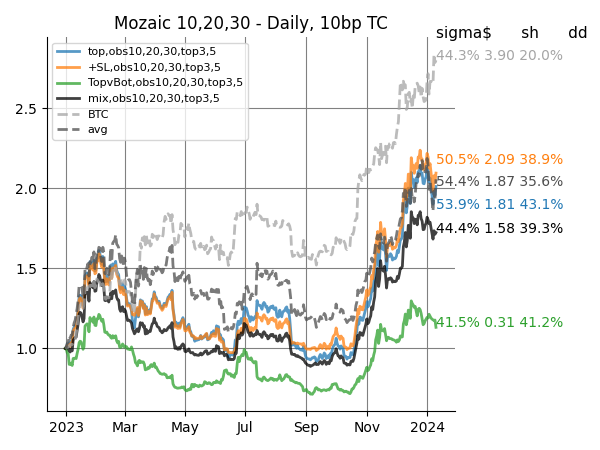 Mozaic 10,20,30 - Daily, 10bp TC
sigma$ sh dd
top,obs10,20,30,top3,5
+SL,obs10,20,30,top3,5
TopvBot,obs10,20,30,top3,5
mix,obs10,20,30,top3,5
BTC
avg
44.3% 3.90 20.0%
50.5% 2.09 38.9%
54.4% 1.87 35.6%
53.9% 1.81 43.1%
44.4% 1.58 39.3%
41.5% 0.31 41.2%
2.5
2.0
1.5
1.0
2023 Mar May Jul Sep Nov 2024